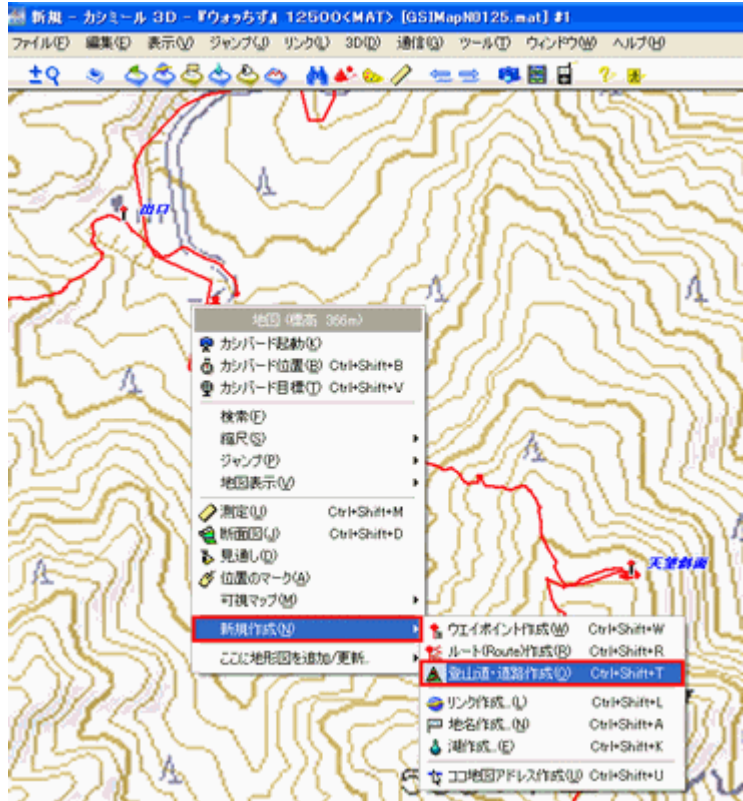 新規 - カシミール 3D - 『ウォっちず』 12500<MAT> [GSIMapN0125.mat] #1
ファイル(F) 編集(E) 表示(V) ジャンプ(J) リンク(L) 3D(D) 通信(G) ツール(T) ウィンドウ(W) ヘルプ(H)
出口
地図 (標高 366m)
カシバード起動(K)
カシバード位置(B) Ctrl+Shift+B
カシバード目標(T) Ctrl+Shift+V
検索(F)
縮尺(S)
ジャンプ(P)
地図表示(V)
測定(U) Ctrl+Shift+M
断面図(J) Ctrl+Shift+D
見通し(D)
位置のマーク(A)
可視マップ(M)
天望斜面
新規作成(N)
ここに地形図を追加/更新..
ウエイポイント作成(W) Ctrl+Shift+W
ルート(Route)作成(R) Ctrl+Shift+R
登山道・道路作成(Q) Ctrl+Shift+T
リンク作成..(L) Ctrl+Shift+L
地名作成..(N) Ctrl+Shift+A
湖作成..(E) Ctrl+Shift+K
ココ地図アドレス作成(U) Ctrl+Shift+U